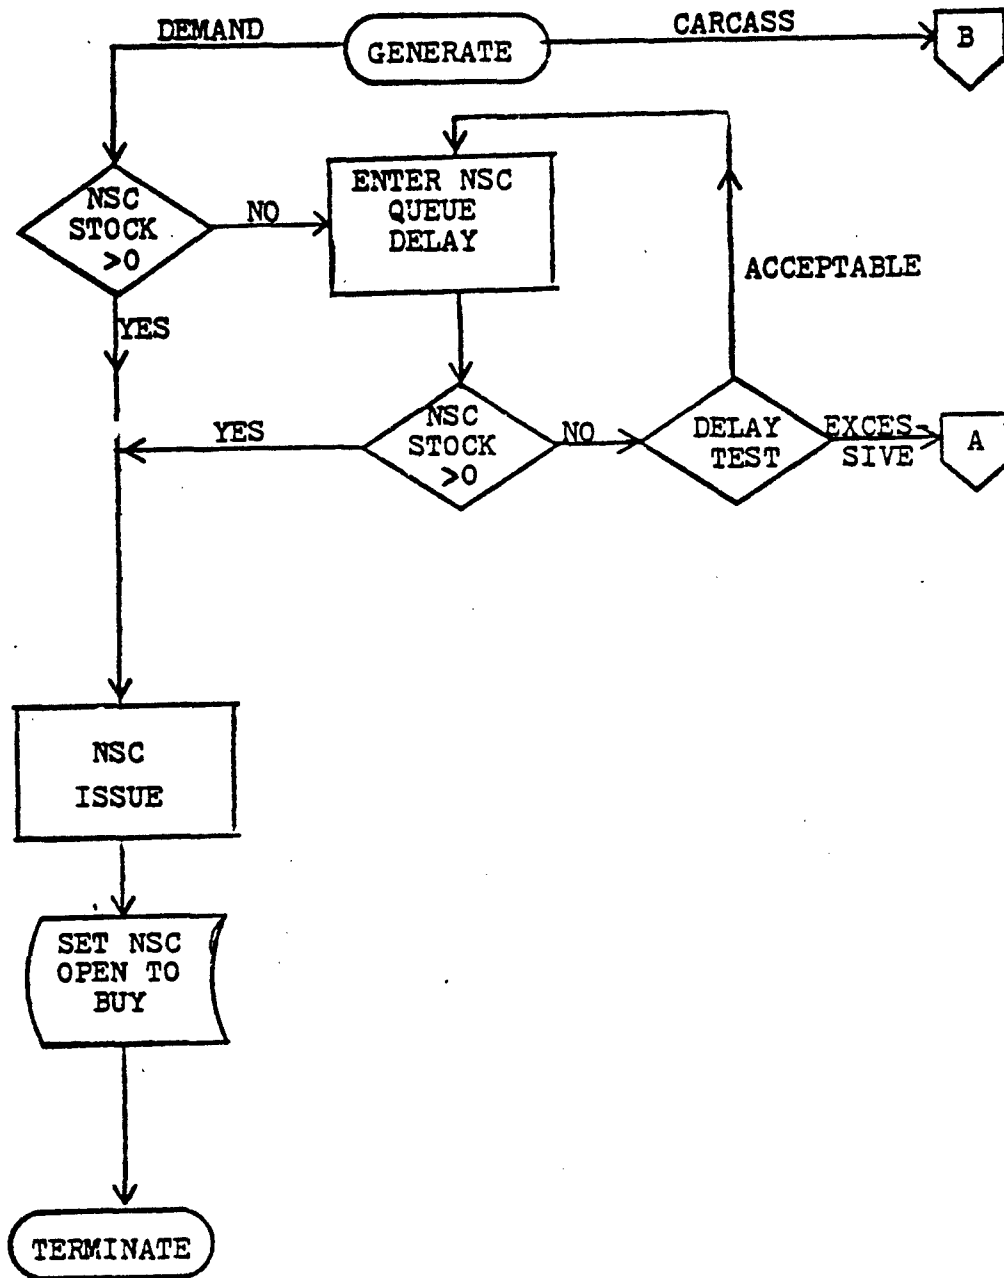 DEMAND
GENERATE
CARCASS
B
NSC
STOCK
>0
NO
ENTER NSC
QUEUE
DELAY
ACCEPTABLE
YES
YES
NSC
STOCK
>0
NO
DELAY
TEST
EXCES-
SIVE
A
NSC
ISSUE
SET NSC
OPEN TO
BUY
TERMINATE